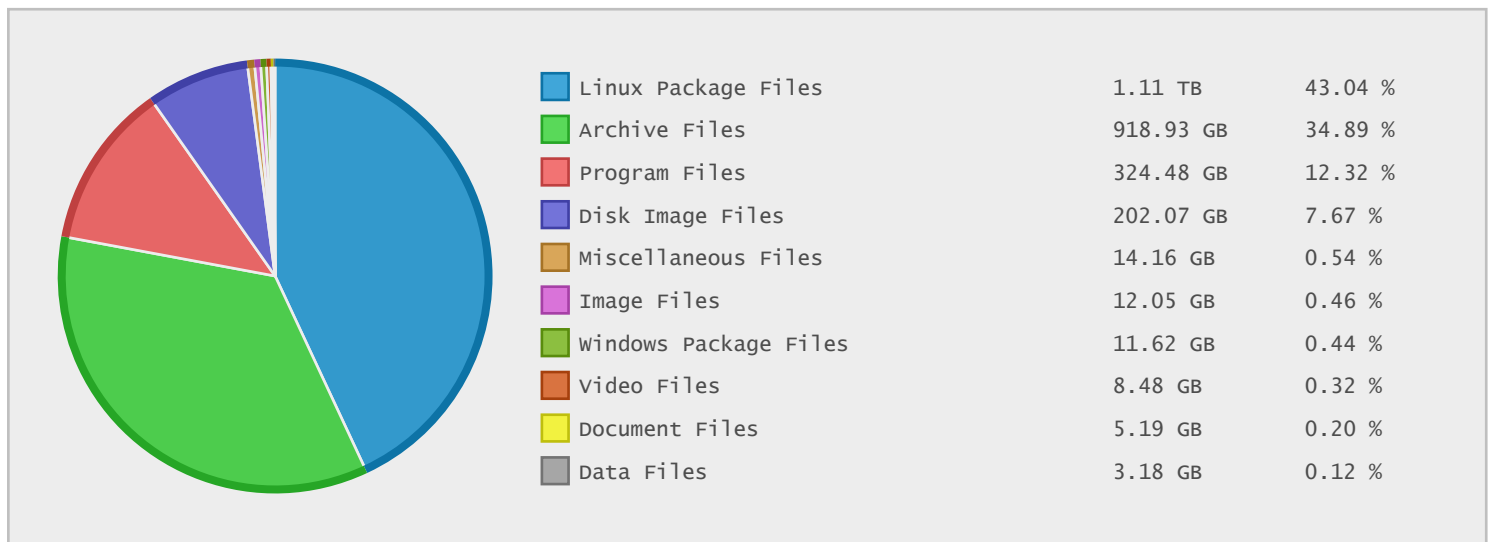 Linux Package Files 1.11 TB 43.04 %
Archive Files 918.93 GB 34.89 %
Program Files 324.48 GB 12.32 %
Disk Image Files 202.07 GB 7.67 %
Miscellaneous Files 14.16 GB 0.54 %
Image Files 12.05 GB 0.46 %
Windows Package Files 11.62 GB 0.44 %
Video Files 8.48 GB 0.32 %
Document Files 5.19 GB 0.20 %
Data Files 3.18 GB 0.12 %